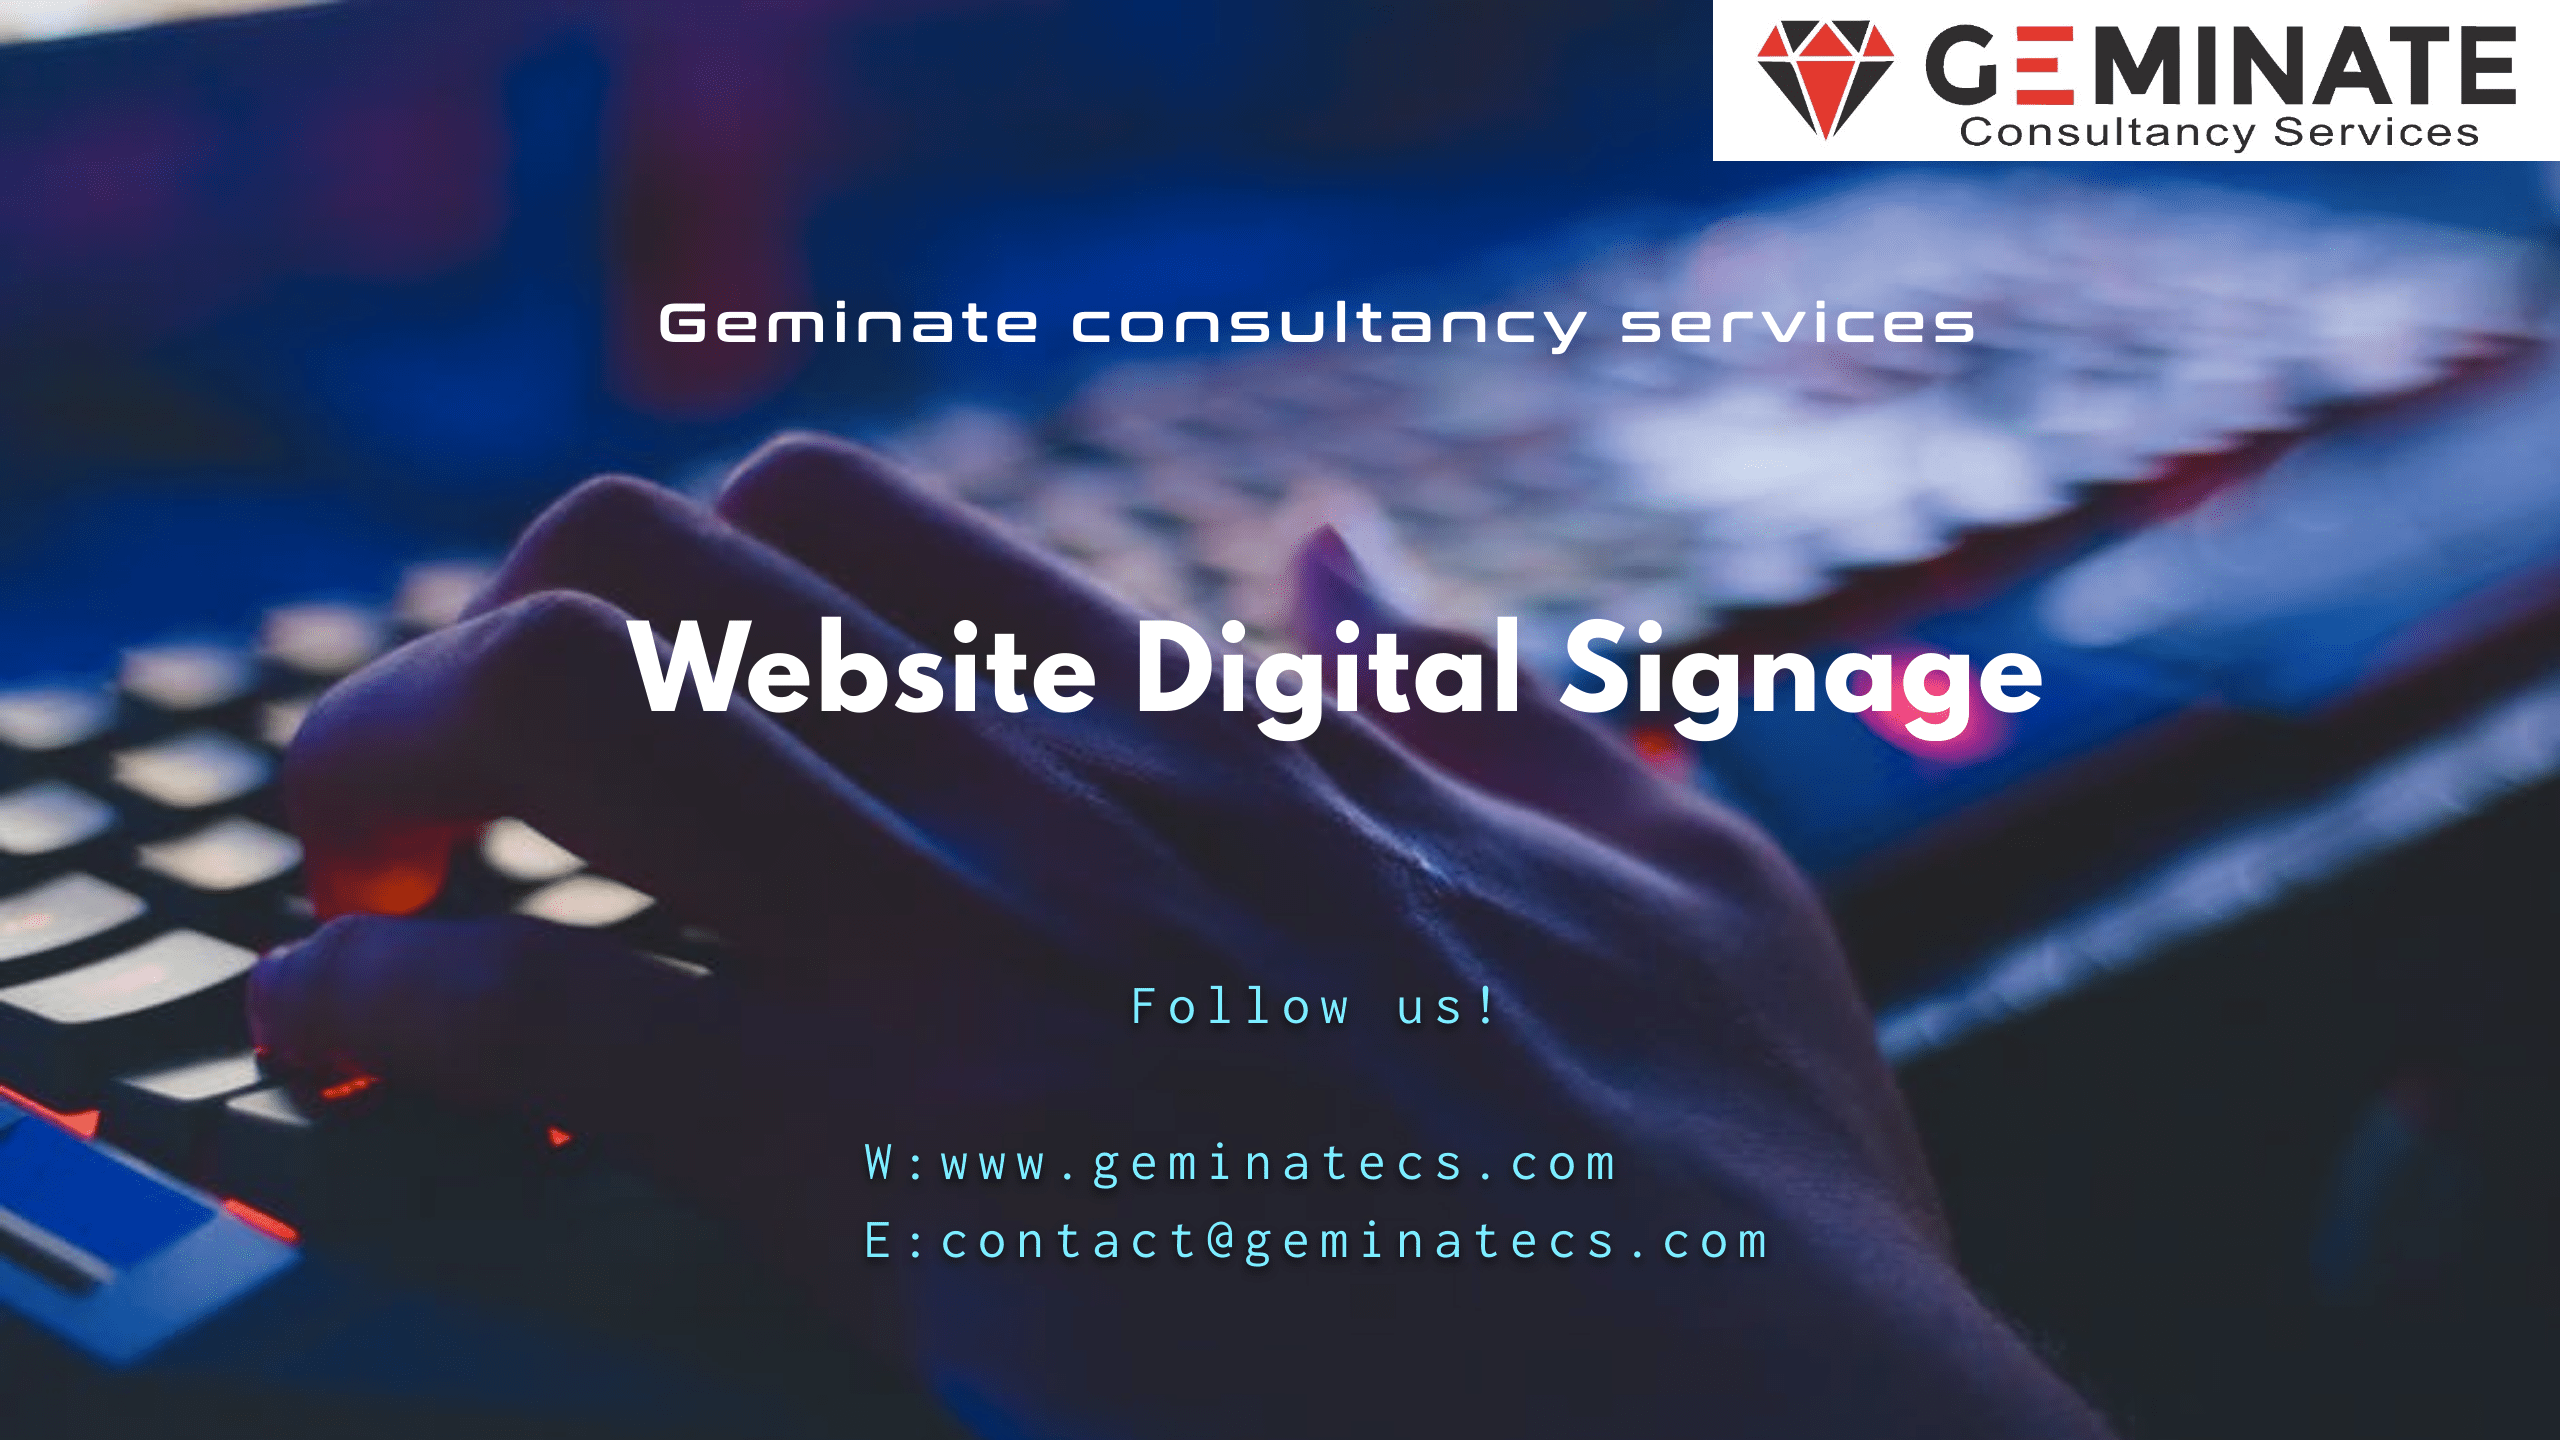 GEMINATE
Consultancy Services
Geminate consultancy services
Website Digital Signage
Follow us!
W:www.geminatecs.com
E:contact@geminatecs.com